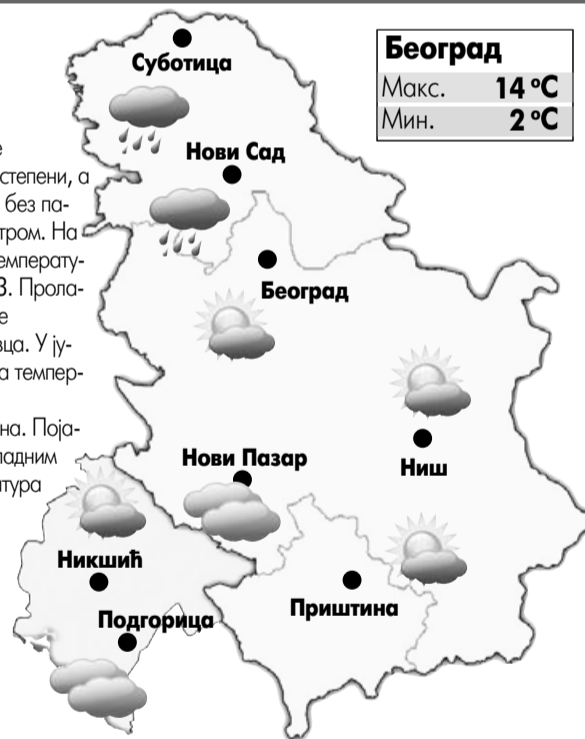 Суботица
Београд
Макс. 14 °C
Мин. 2 °C
е
Нови Сад
степени, а
без па-
тром. На
емперату-
Београд
3. Прола-
е
вца. У ју-
а темпер-
на. Поја-
падним
атура
Нови Пазар
Ниш
Никшић
Приштина
Подгорица